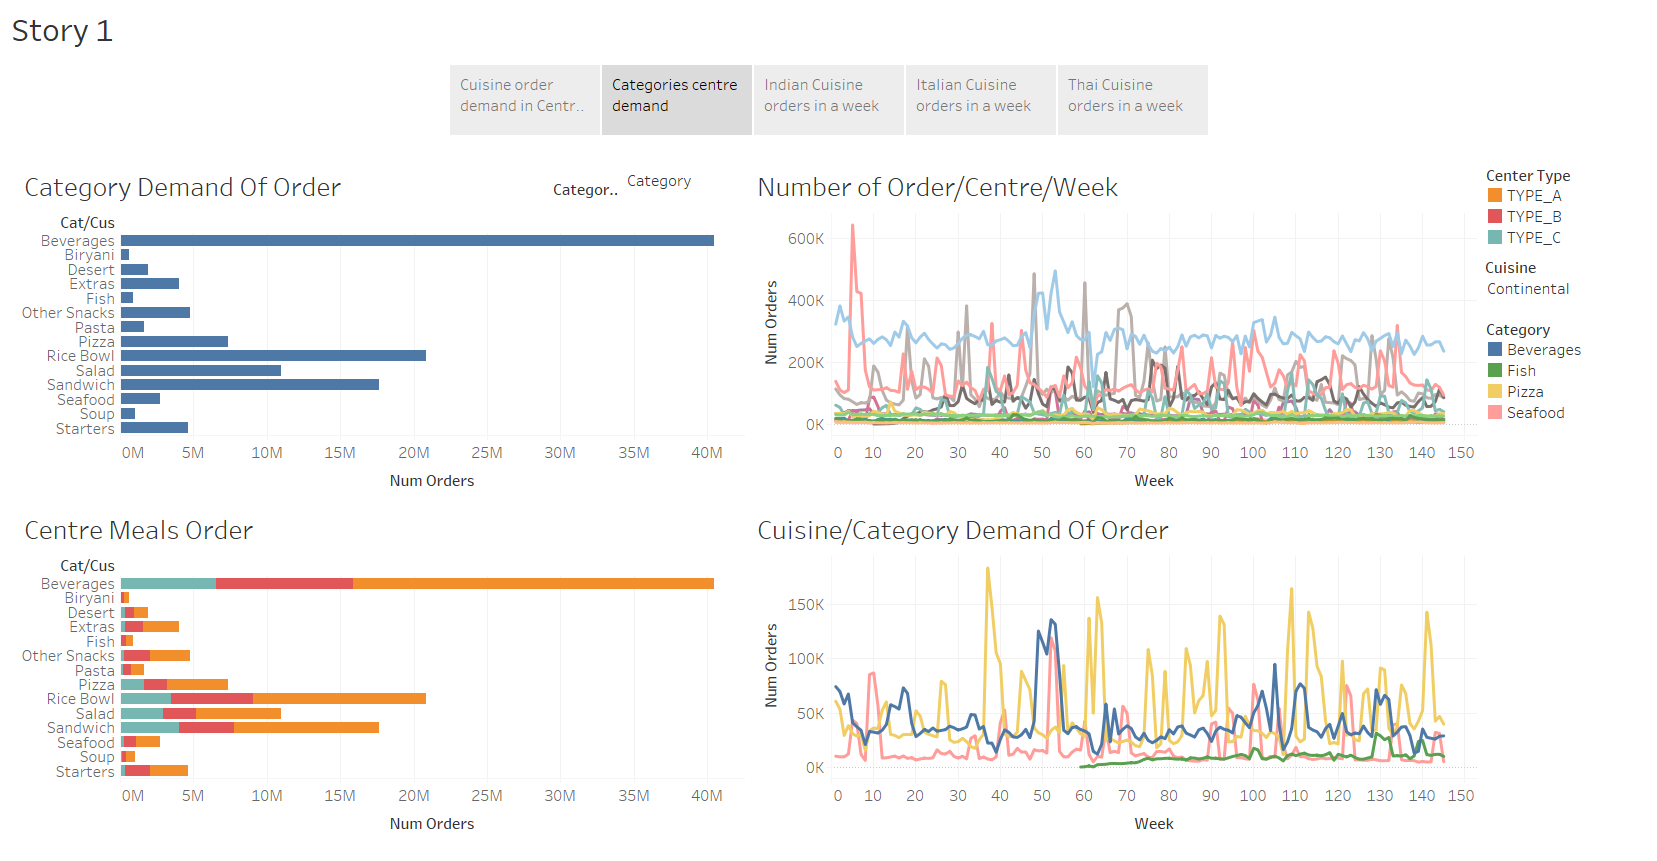 Story 1
Cuisine order
demand in Centr..
Categories centre
demand
Indian Cuisine
orders in a week
Italian Cuisine
orders in a week
Thai Cuisine
orders in a week
Category Demand Of Order
Categor..
Category
Cat/Cus
Beverages
Biryani
Desert
Extras
Fish
Other Snacks
Pasta
Pizza
Rice Bowl
Salad
Sandwich
Seafood
Soup
Starters
0M 5M 10M 15M 20M 25M 30M 35M 40M
Num Orders
Number of Order/Centre/Week
Num Orders
600K
400K
200K
0K
0 10 20 30 40 50 60 70 80 90 100 110 120 130 140 150
Week
Center Type
TYPE_A
TYPE_B
TYPE_C
Cuisine
Continental
Category
Beverages
Fish
Pizza
Seafood
Centre Meals Order
Cat/Cus
Beverages
Biryani
Desert
Extras
Fish
Other Snacks
Pasta
Pizza
Rice Bowl
Salad
Sandwich
Seafood
Soup
Starters
0M 5M 10M 15M 20M 25M 30M 35M 40M
Num Orders
Cuisine/Category Demand Of Order
Num Orders
150K
100K
50K
0K
0 10 20 30 40 50 60 70 80 90 100 110 120 130 140 150
Week